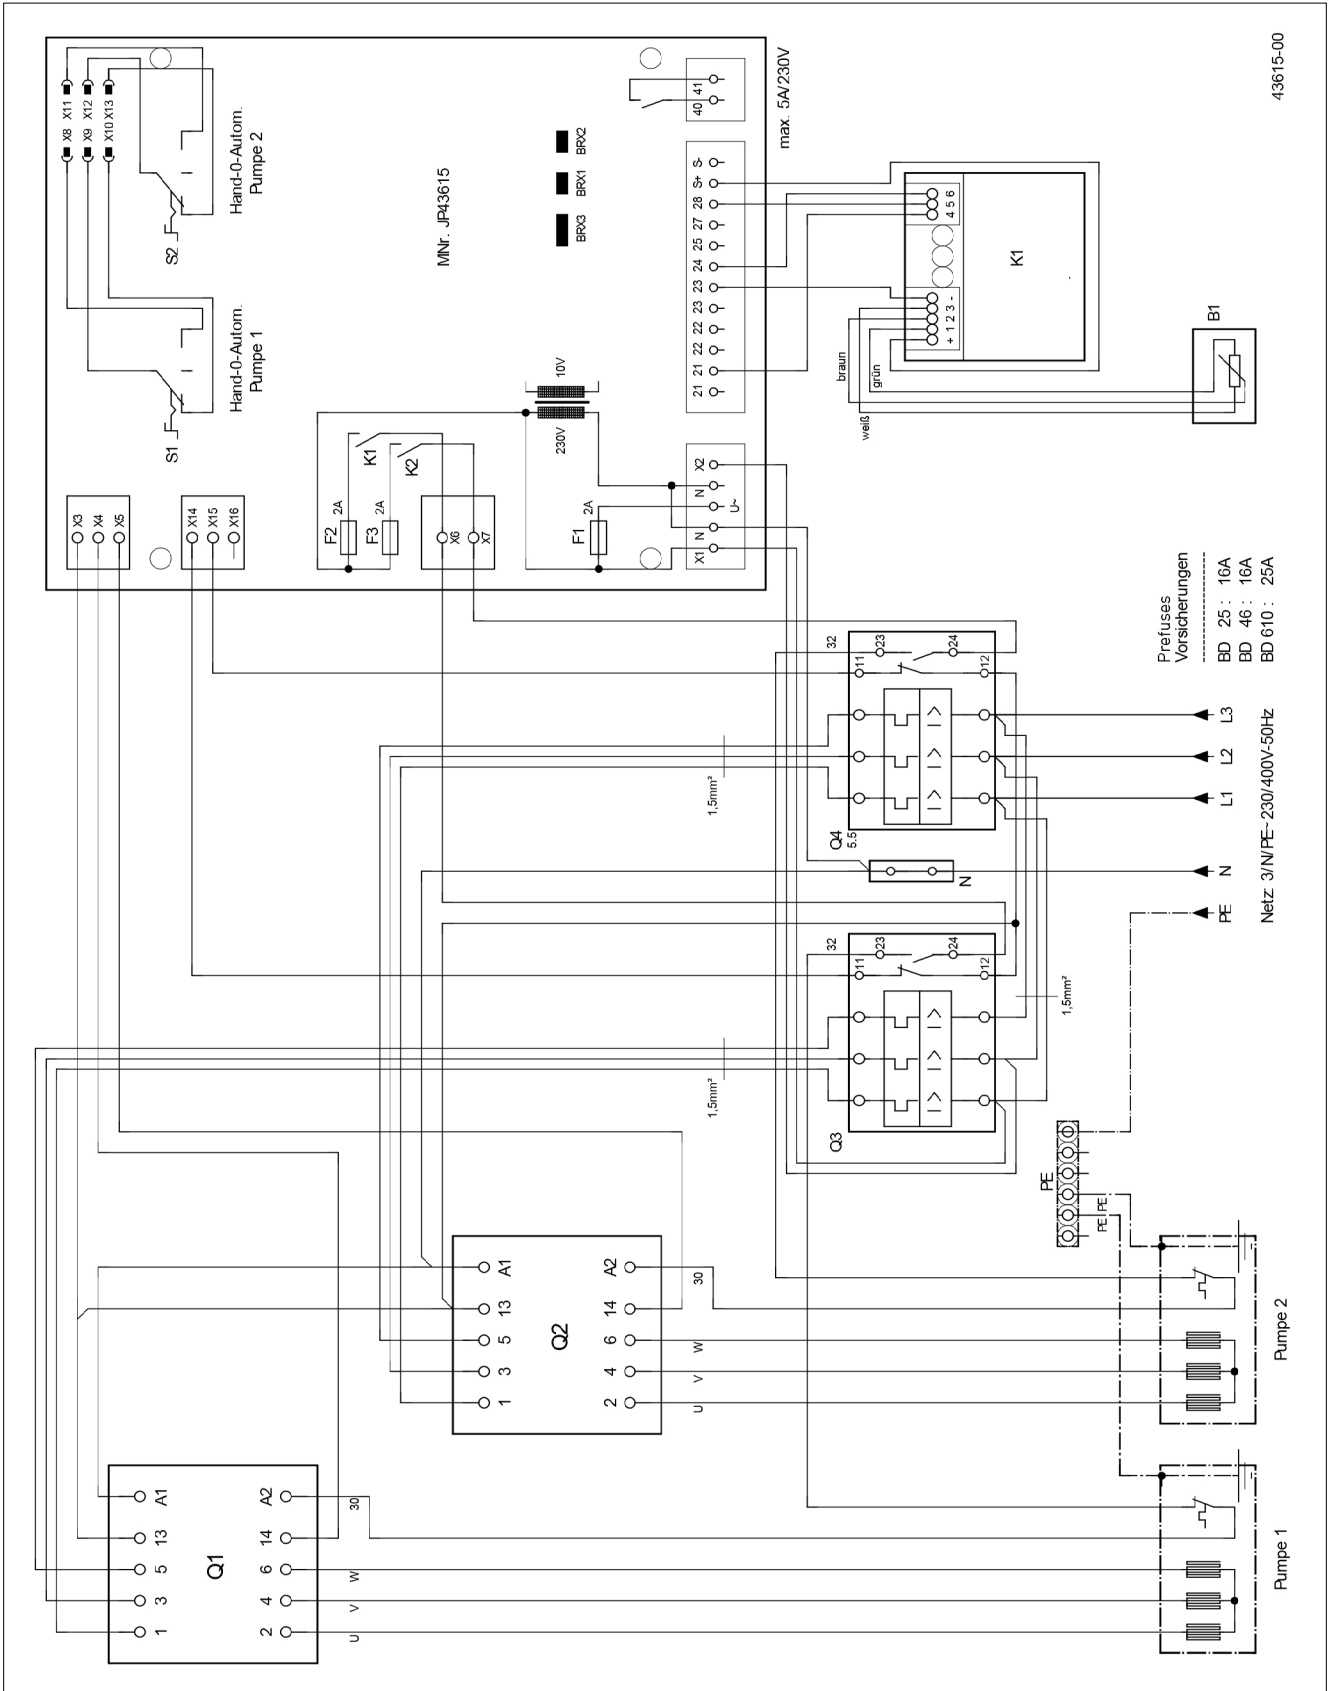 X8 X11
X9 X12
X10 X13
S2
Hand-0-Autom.
Pumpe 2
S1
Hand-0-Autom.
Pumpe 1
MNr. JP43615
BRX3
BRX1
BRX2
40 41
max. 5A/230V
43615-00
21 21 22 22 23 23 24 25 27 28 S+ S-
10V
230V
X3
X4
X5
X14
X15
X16
F2 2A
F3 2A
K1
K2
X6
X7
F1 2A
X1 N U~ N X2
4 5 6
K1
+ 1 2 3 -
braun
grün
weiß
B1
Prefuses
Vorsicherungen
BD 25 : 16A
BD 46 : 16A
BD 610 : 25A
32
11
23
24
12
Q4
5.5
1,5mm²
N
L3
L2
L1
N
PE
Netz: 3/N/PE~230/400V-50Hz
32
11
23
24
12
Q3
1,5mm²
1,5mm²
PE
PE PE
1 3 5 13 A1
Q2
2 4 6 14 A2
U V W 30
Pumpe 2
1 3 5 13 A1
Q1
2 4 6 14 A2
U V W 30
Pumpe 1